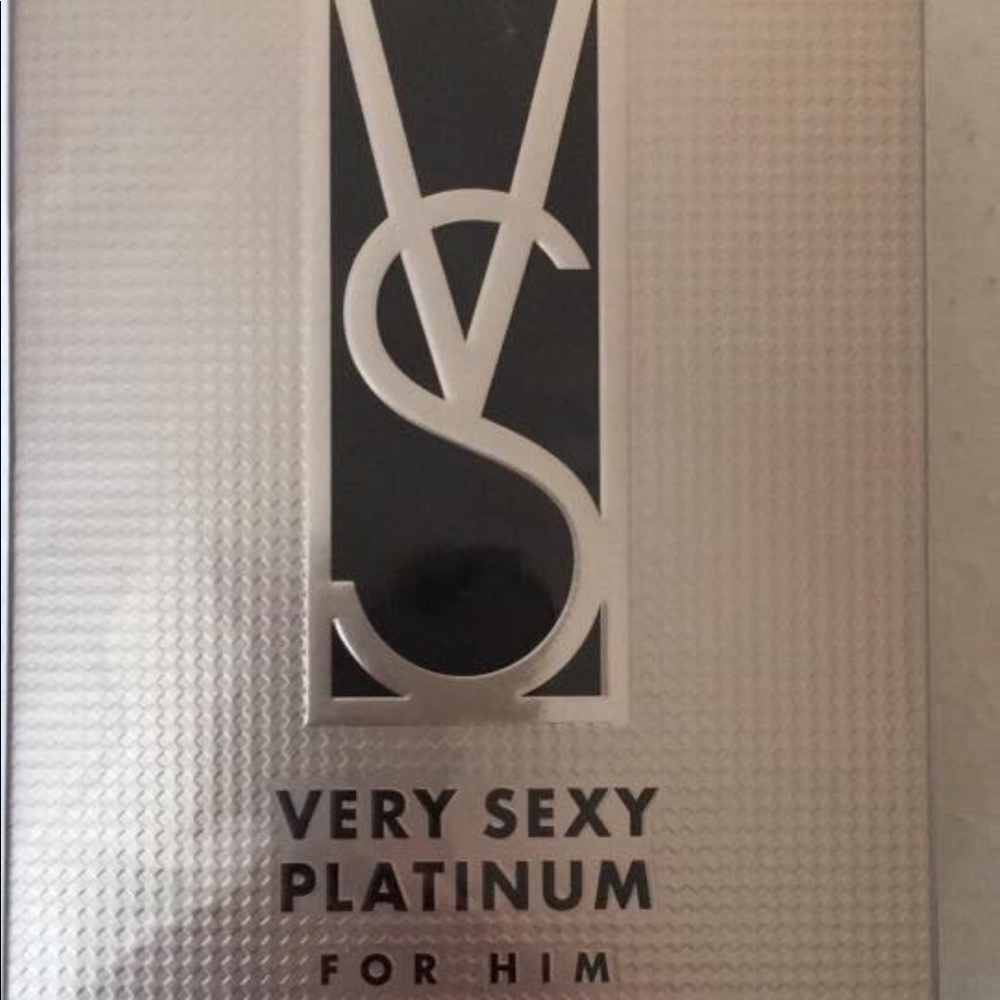 VS
VERY SEXY
PLATINUM
FOR HIM